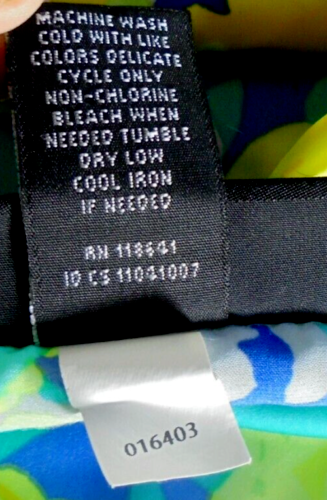 MACHINE WASH
COLD WITH LIKE
COLORS DELICATE
CYCLE ONLY
NON-CHLORINE
BLEACH WHEN
NEEDED TUMBLE
DRY LOW
COOL IRON
IF NEEDED
RN 118641
ID CS 11041007
016403